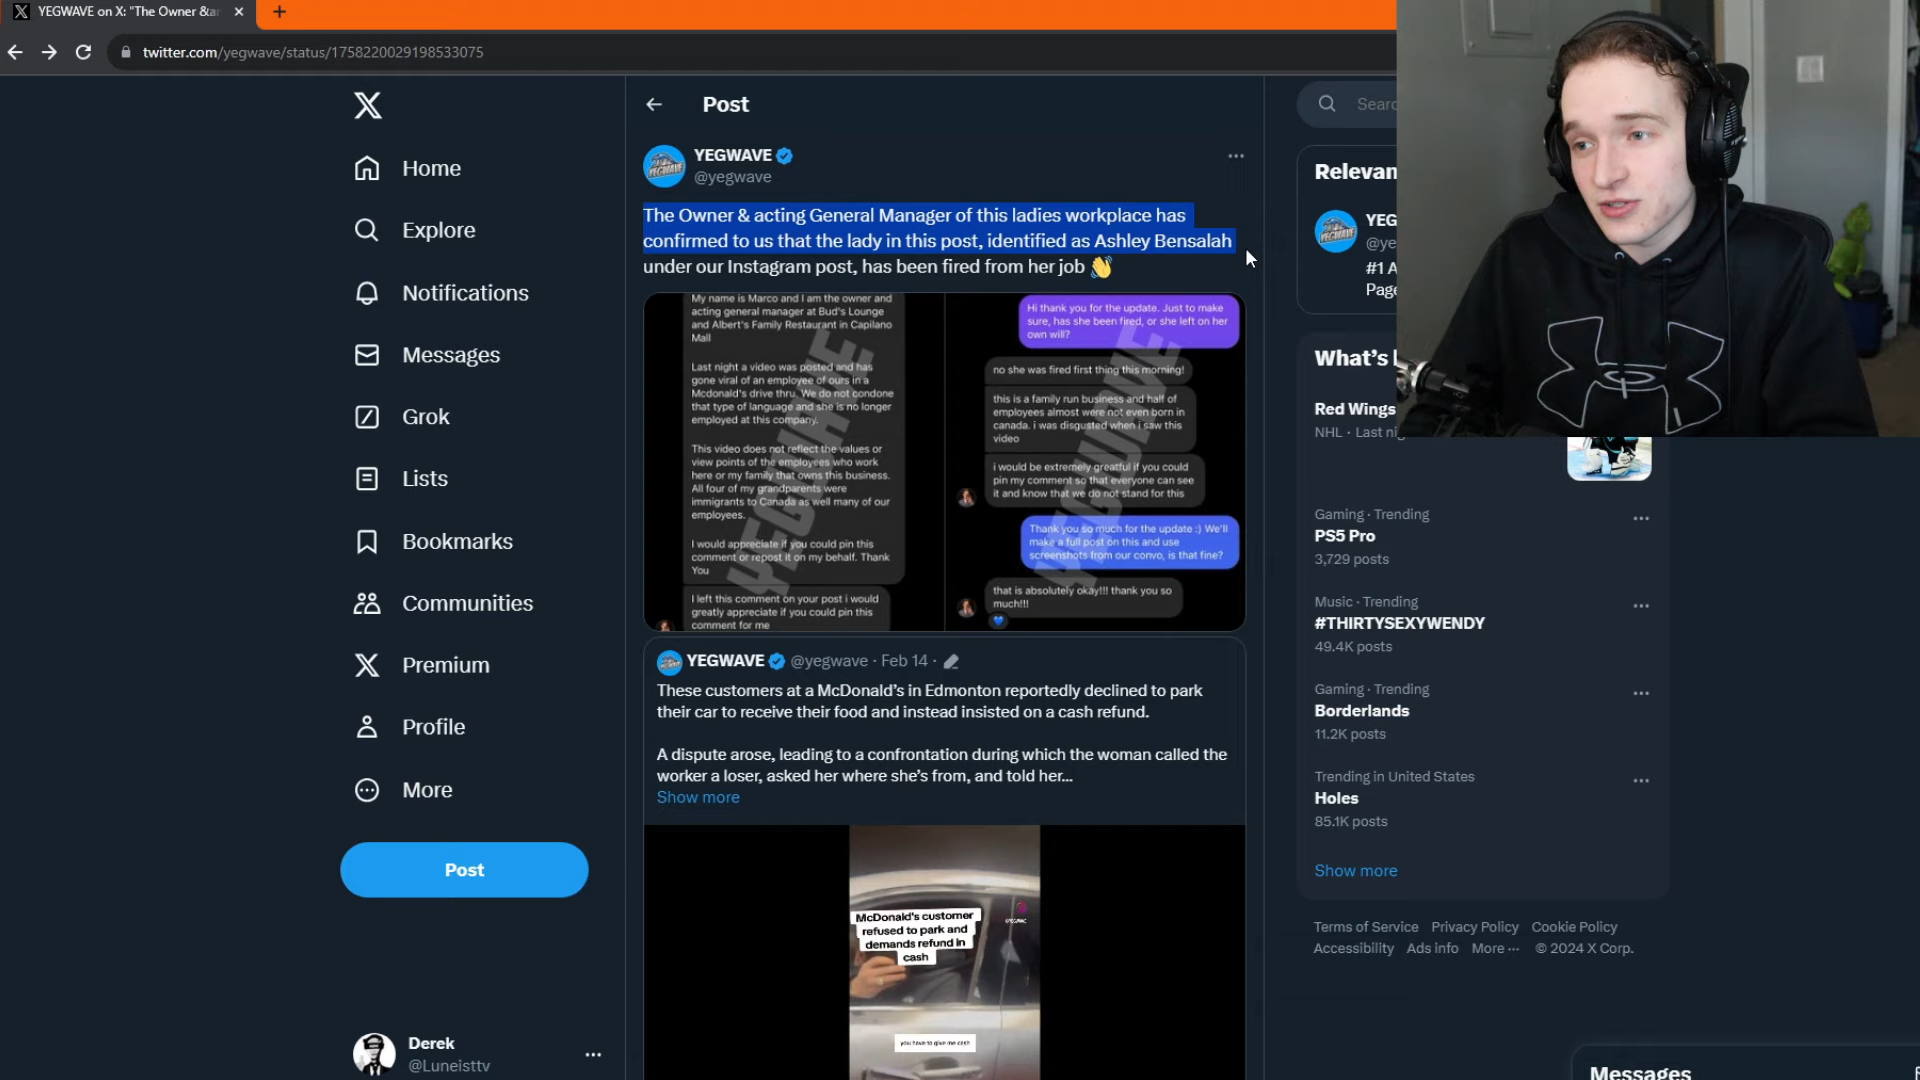 YEGWAVE on X: "The Owner &a
twitter.com/yegwave/status/1758220029198533075
Home
Explore
Notifications
Messages
Grok
Lists
Bookmarks
Communities
Premium
Profile
More
Post
Derek
@Luneisttv
Post
YEGWAVE
@yegwave
The Owner & acting General Manager of this ladies workplace has
confirmed to us that the lady in this post, identified as Ashley Bensalah
under our Instagram post, has been fired from her job 👋
My name is Marco and I am the owner and
acting general manager at Bud's Lounge
and Albert's Family Restaurant in Capilano
Mall
Last night a video was posted and has
gone viral of an employee of ours in a
Mcdonald's drive thru. We do not condone
that type of language and she is no longer
employed at this company.
This video does not reflect the values or
view points of the employees who work
here or my family that owns this business.
All four of my grandparents were
immigrants to Canada as well many of our
employees.
I would appreciate if you could pin this
comment or repost it on my behalf. Thank
You
I left this comment on your post i would
greatly appreciate if you could pin this
comment for me
YEGWAVE
Hi thank you for the update. Just to make
sure, has she been fired, or she left on her
own will?
no she was fired first thing this morning!
this is a family run business and half of
employees almost were not even born in
canada. i was disgusted when i saw this
video
i would be extremely greatful if you could
pin my comment so that everyone can see
it and know that we do not stand for this
Thank you so much for the update :) We'll
make a full post on this and use
screenshots from our convo, is that fine?
that is absolutely okay!!! thank you so
much!!!
YEGWAVE
YEGWAVE @yegwave · Feb 14 ·
These customers at a McDonald's in Edmonton reportedly declined to park
their car to receive their food and instead insisted on a cash refund.
A dispute arose, leading to a confrontation during which the woman called the
worker a loser, asked her where she's from, and told her...
Show more
McDonald's customer
refused to park and
demands refund in
cash
you have to give me cash
Searc
Relevan
YEG
@ye
#1 A
Page
What's
Red Wings
NHL · Last nig
Gaming · Trending
PS5 Pro
3,729 posts
Music · Trending
#THIRTYSEXYWENDY
49.4K posts
Gaming · Trending
Borderlands
11.2K posts
Trending in United States
Holes
85.1K posts
Show more
Terms of Service Privacy Policy Cookie Policy
Accessibility Ads info More ··· © 2024 X Corp.
Messages